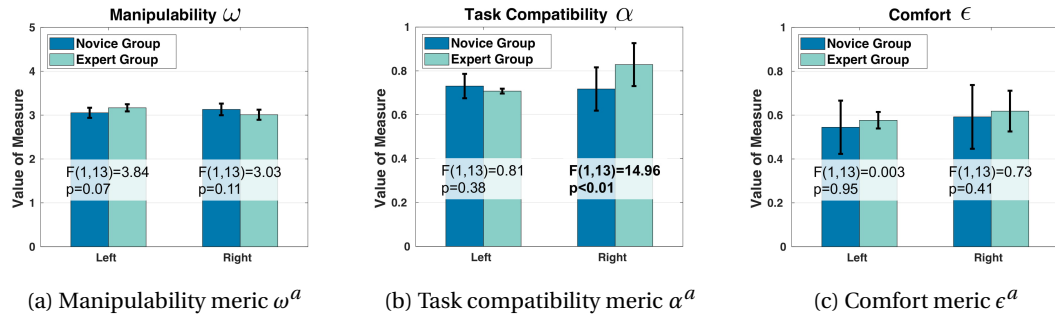 Manipulability ω
5
4
3
2
1
0
Value of Measure
Novice Group
Expert Group
F(1,13)=3.84
p=0.07
F(1,13)=3.03
p=0.11
Left
Right
(a) Manipulability meric ωᵃ
Task Compatibility α
1
0.8
0.6
0.4
0.2
0
Value of Measure
Novice Group
Expert Group
F(1,13)=0.81
p=0.38
F(1,13)=14.96
p<0.01
Left
Right
(b) Task compatibility meric αᵃ
Comfort ϵ
1
0.8
0.6
0.4
0.2
0
Value of Measure
Novice Group
Expert Group
F(1,13)=0.003
p=0.95
F(1,13)=0.73
p=0.41
Left
Right
(c) Comfort meric ϵᵃ